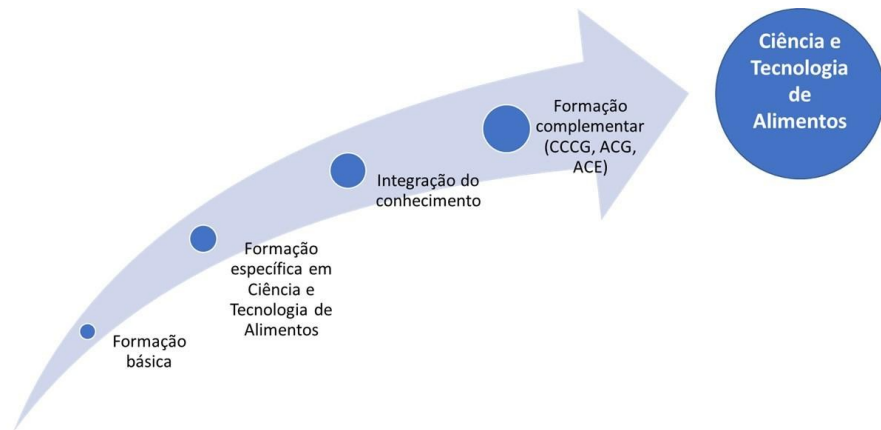 Ciência e
Tecnologia
de
Alimentos
Formação
complementar
(CCCG, ACG,
ACE)
Integração do
conhecimento
Formação
específica em
Ciência e
Tecnologia de
Alimentos
Formação
básica